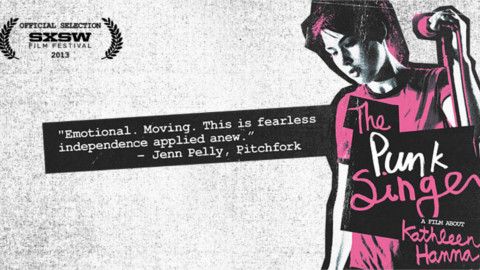 OFFICIAL SELECTION
SXSW
FILM FESTIVAL
2013
"Emotional. Moving. This is fearless
independence applied anew.”
– Jenn Pelly, Pitchfork
The
Punk
Singer
A FILM ABOUT
Kathleen
Hanna